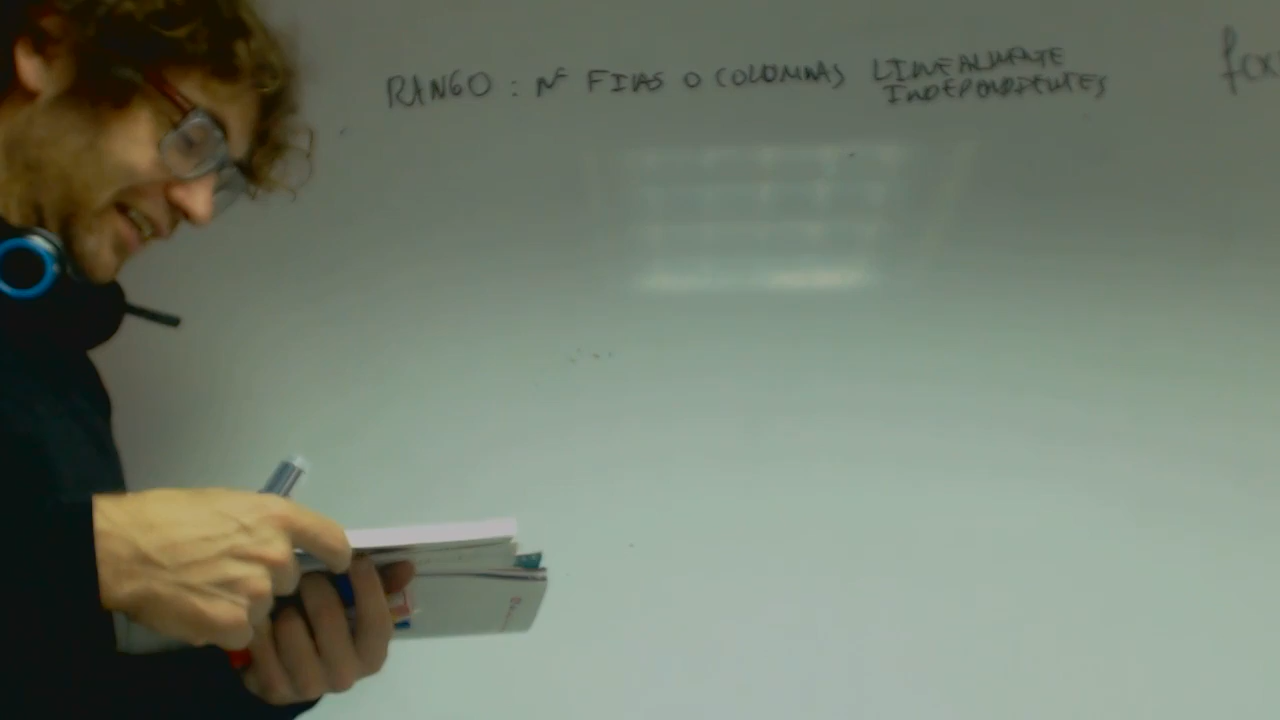 RANGO : Nº FILAS O COLUMNAS LINEALMENTE
INDEPENDIENTES